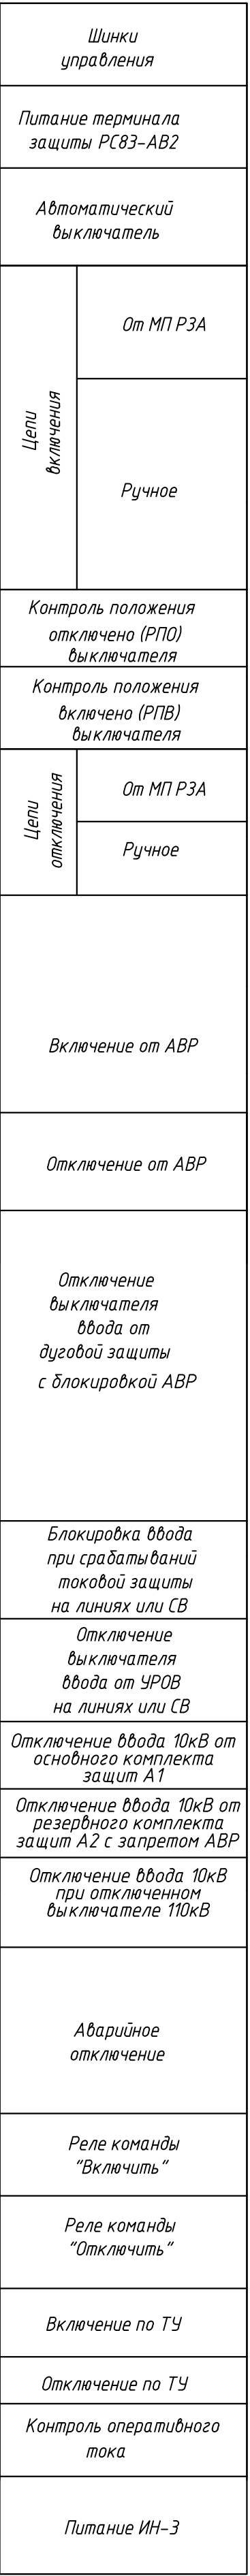 Шинки
управления
Питание терминала
защиты РС83-АВ2
Автоматический
выключатель
Цепи
включения
От МП РЗА
Ручное
Контроль положения
отключено (РПО)
выключателя
Контроль положения
включено (РПВ)
выключателя
Цепи
отключения
От МП РЗА
Ручное
Включение от АВР
Отключение от АВР
Отключение
выключателя
ввода от
дуговой защиты
с блокировкой АВР
Блокировка ввода
при срабатываний
токовой защиты
на линиях или СВ
Отключение
выключателя
ввода от УРОВ
на линиях или СВ
Отключение ввода 10кВ от
основного комплекта
защит А1
Отключение ввода 10кВ от
резервного комплекта
защит А2 с запретом АВР
Отключение ввода 10кВ
при отключенном
выключателе 110кВ
Аварийное
отключение
Реле команды
"Включить"
Реле команды
"Отключить"
Включение по ТУ
Отключение по ТУ
Контроль оперативного
тока
Питание ИН-3